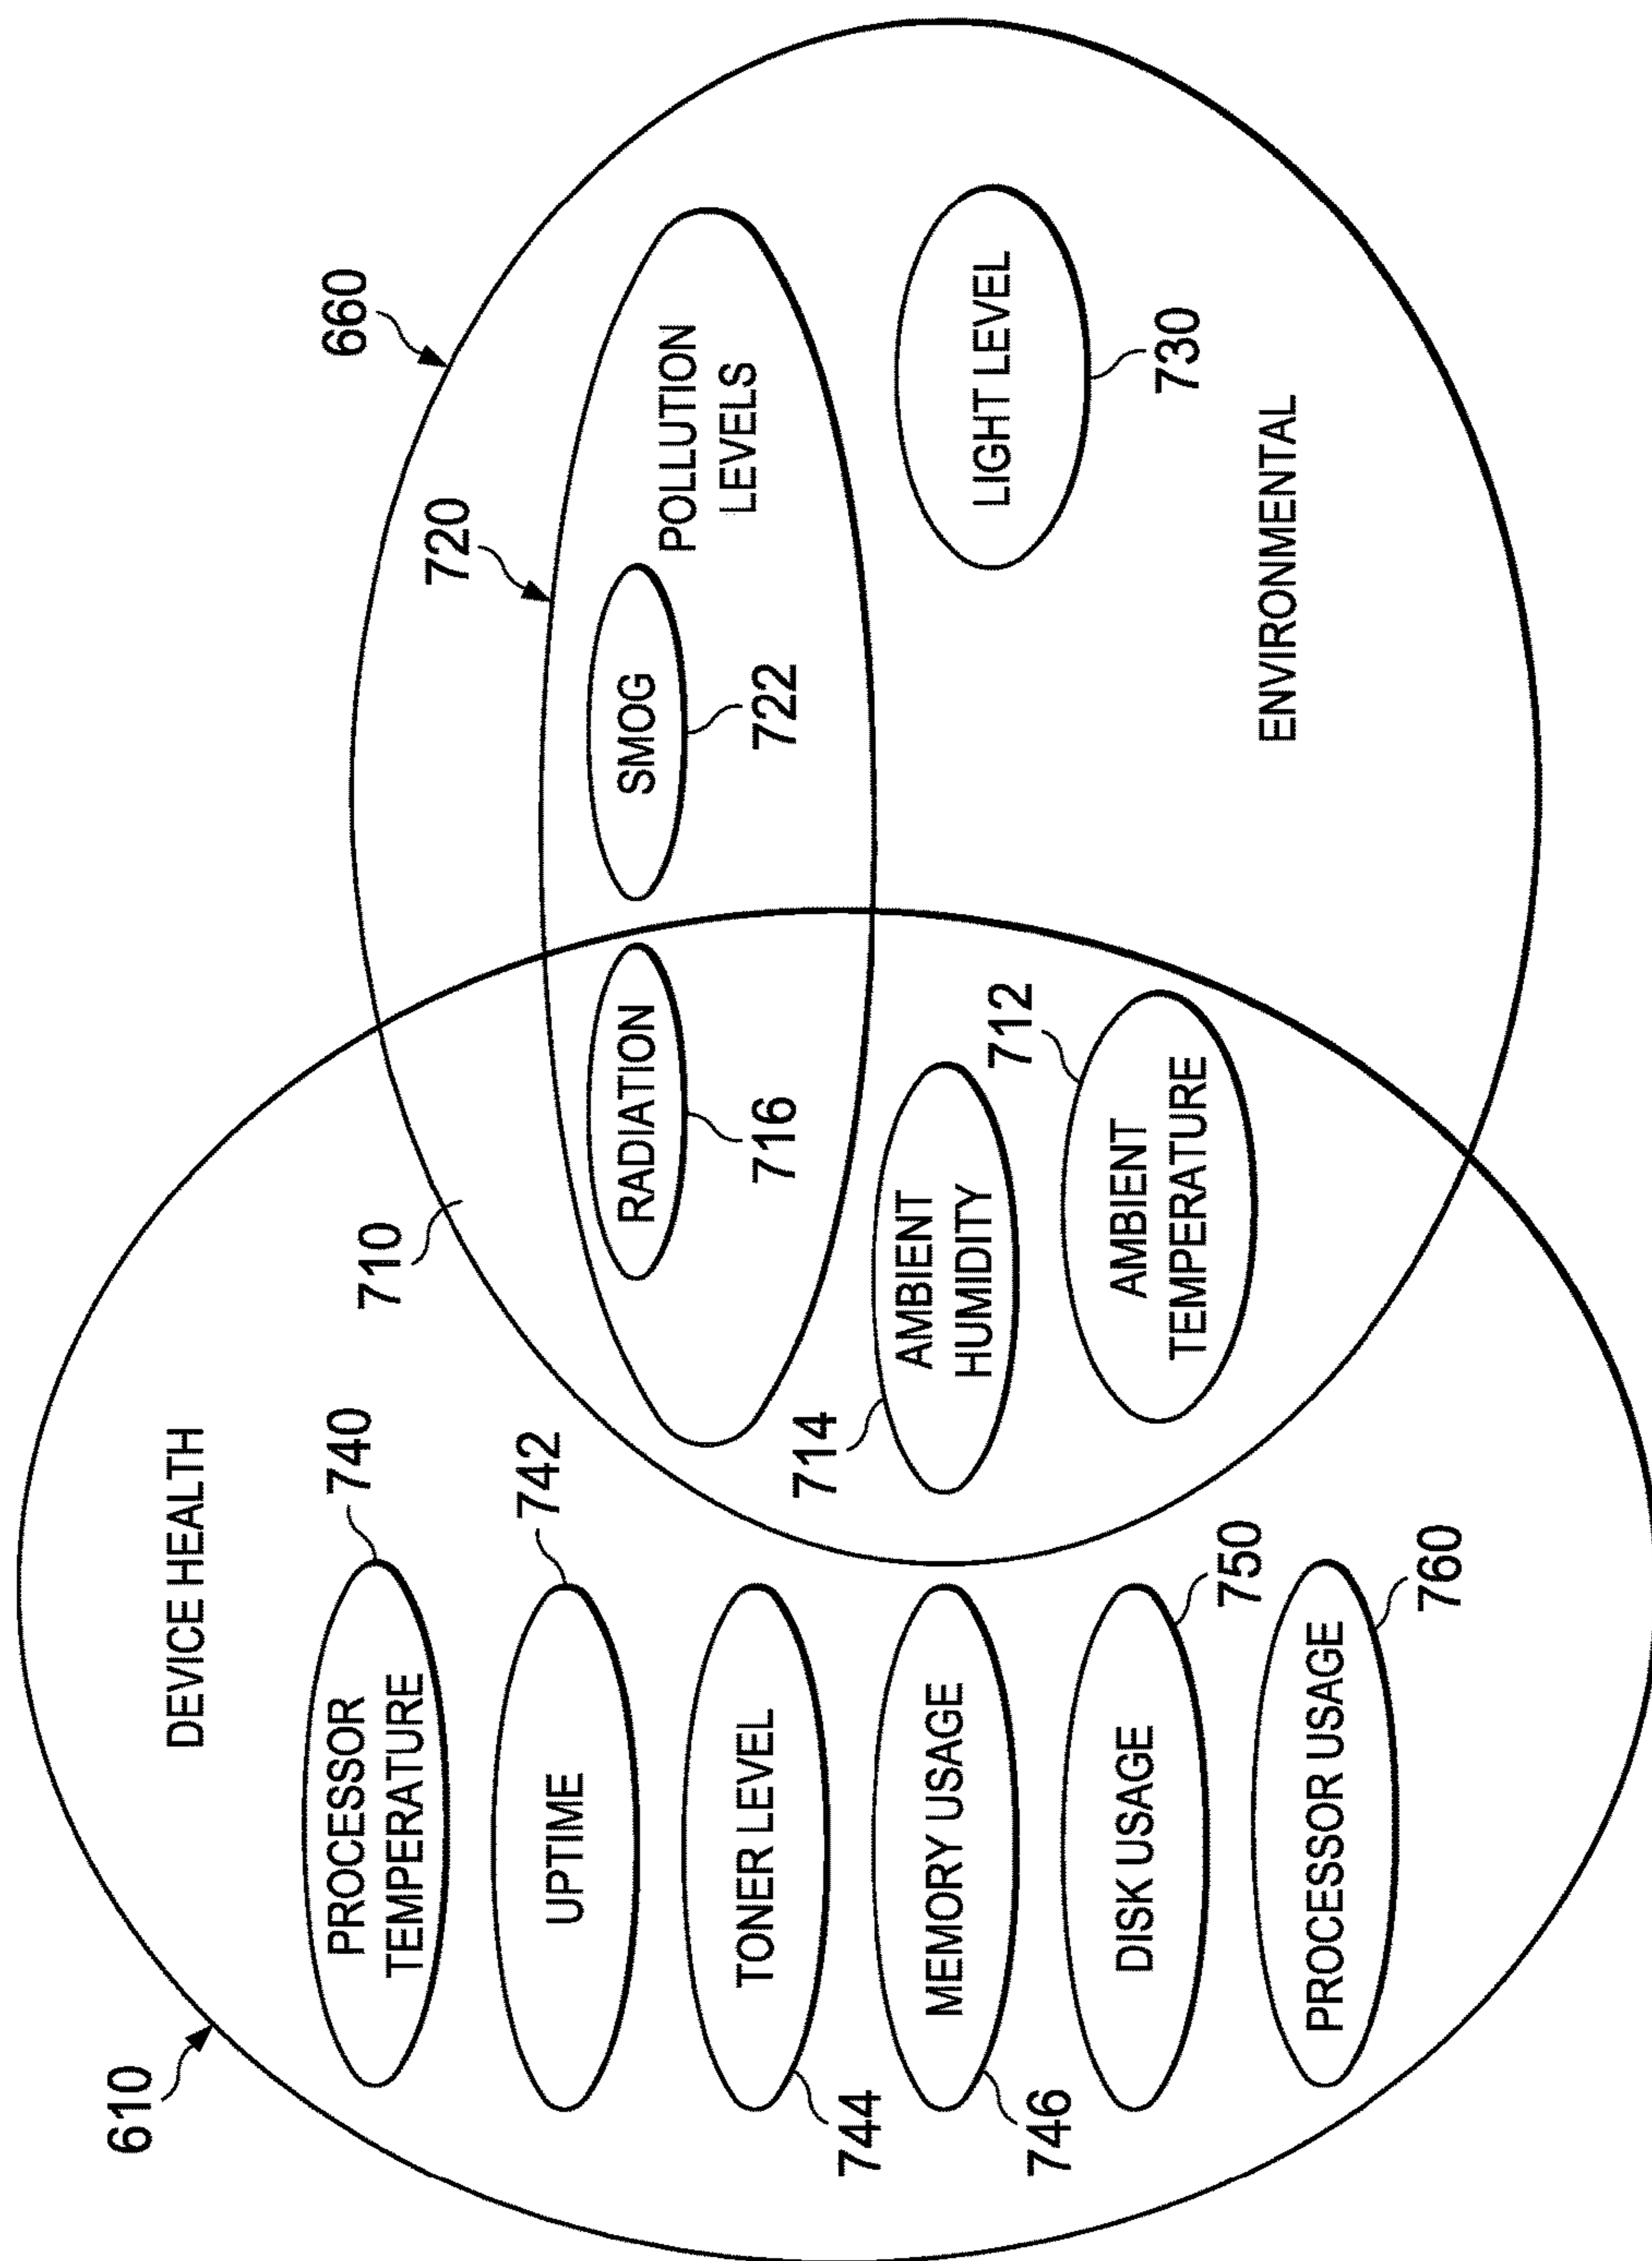 610
DEVICE HEALTH
740
PROCESSOR
TEMPERATURE
742
UPTIME
744
TONER LEVEL
746
MEMORY USAGE
750
DISK USAGE
760
PROCESSOR USAGE
710
RADIATION
716
714
AMBIENT
HUMIDITY
712
AMBIENT
TEMPERATURE
660
720
POLLUTION
LEVELS
SMOG
722
LIGHT LEVEL
730
ENVIRONMENTAL